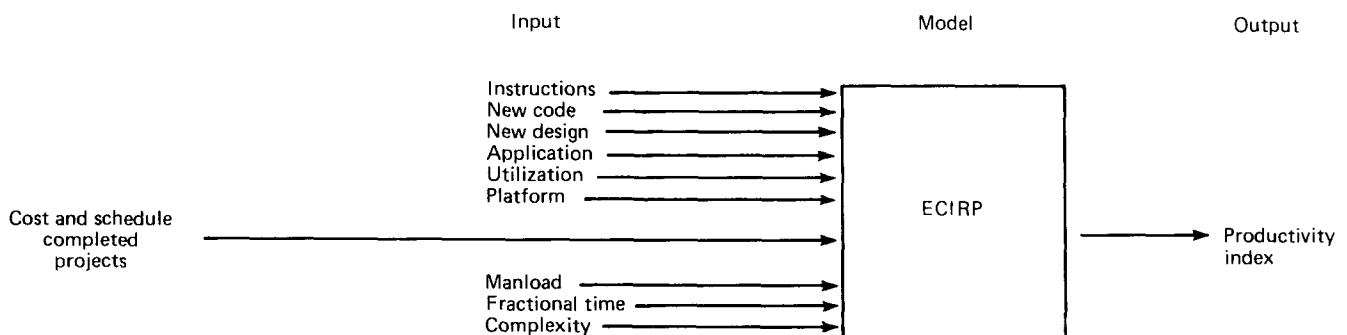 Input Model Output
Instructions
New code
New design
Application
Utilization
Platform
ECIRP
Cost and schedule
completed
projects
Productivity
index
Manload
Fractional time
Complexity